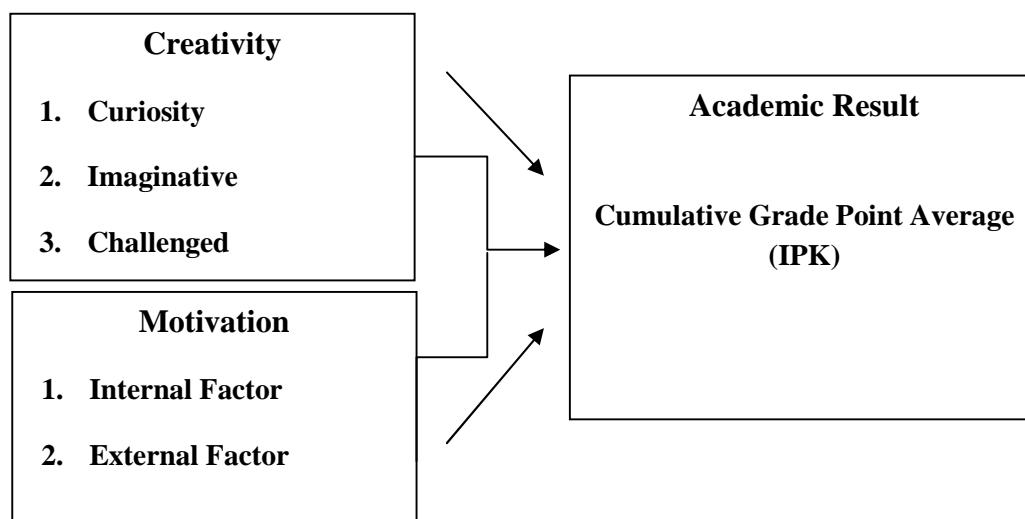 Creativity
1. Curiosity
2. Imaginative
3. Challenged
Motivation
1. Internal Factor
2. External Factor
Academic Result
Cumulative Grade Point Average
(IPK)